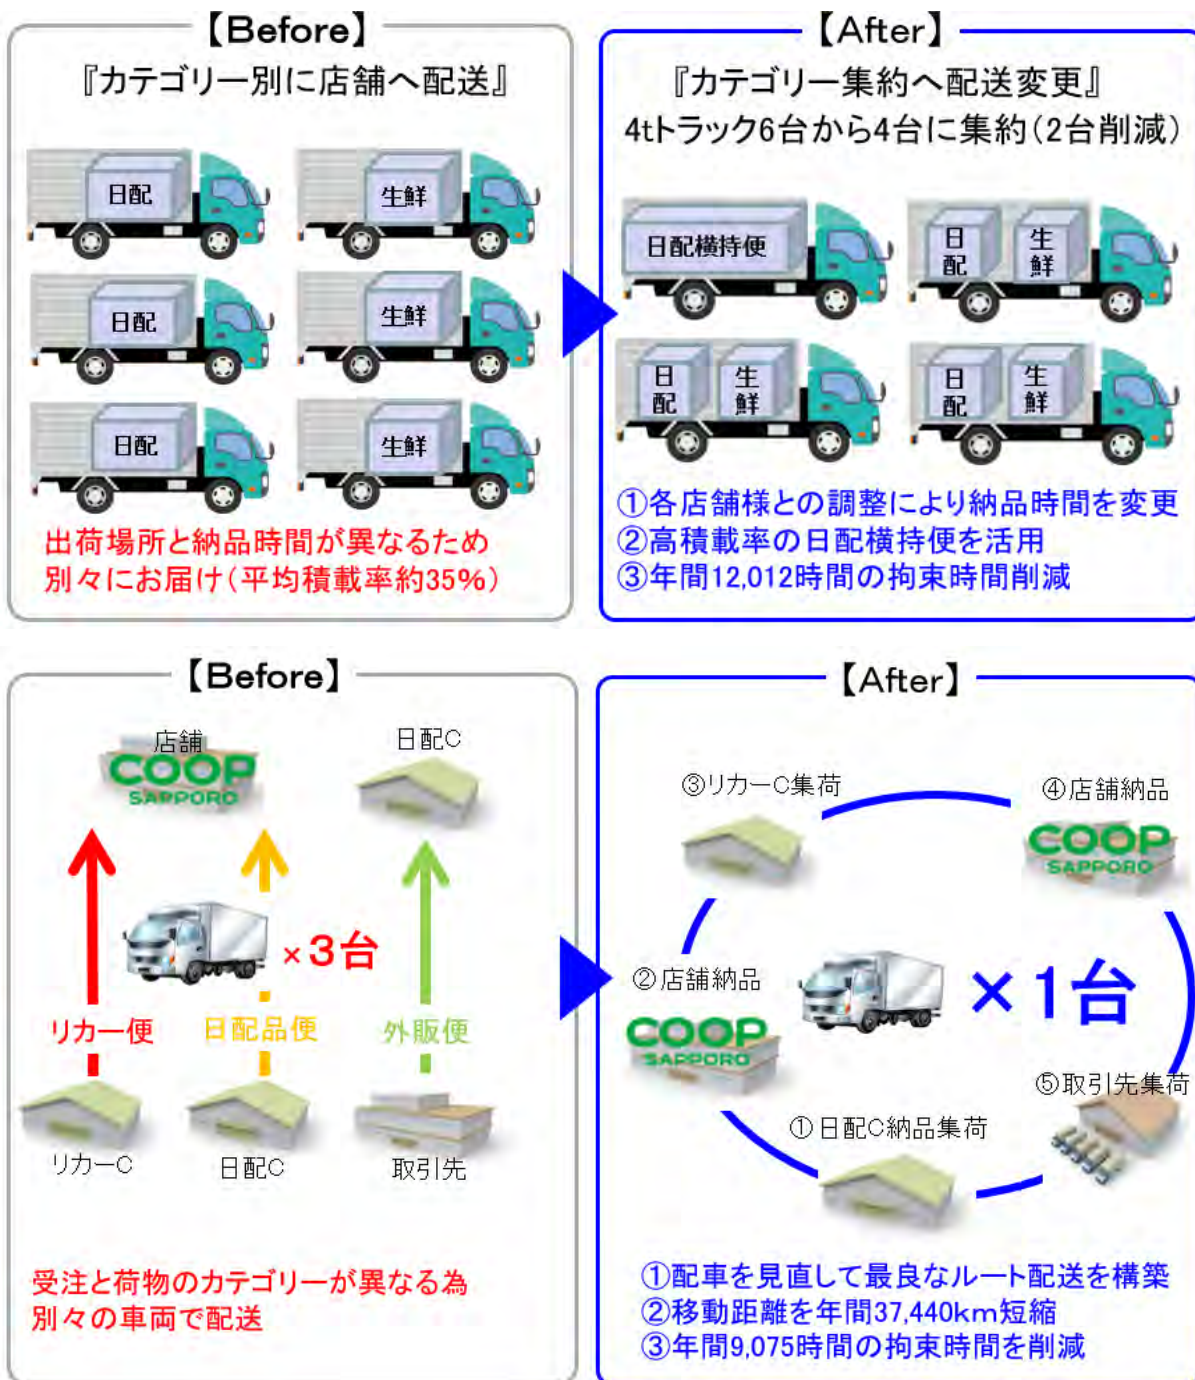 【Before】
『カテゴリー別に店舗へ配送』
日配
生鮮
日配
生鮮
日配
生鮮
出荷場所と納品時間が異なるため
別々にお届け(平均積載率約35%)
【After】
『カテゴリー集約へ配送変更』
4tトラック6台から4台に集約(2台削減)
日配横持便
日配
生鮮
日配
生鮮
日配
生鮮
①各店舗様との調整により納品時間を変更
②高積載率の日配横持便を活用
③年間12,012時間の拘束時間削減
【Before】
店舗
COOP
SAPPORO
日配C
×3台
リカー便
日配品便
外販便
リカーC
日配C
取引先
受注と荷物のカテゴリーが異なる為
別々の車両で配送
【After】
③リカーC集荷
④店舗納品
COOP
SAPPORO
②店舗納品
COOP
SAPPORO
×1台
⑤取引先集荷
①日配C納品集荷
①配車を見直して最良なルート配送を構築
②移動距離を年間37,440km短縮
③年間9,075時間の拘束時間を削減